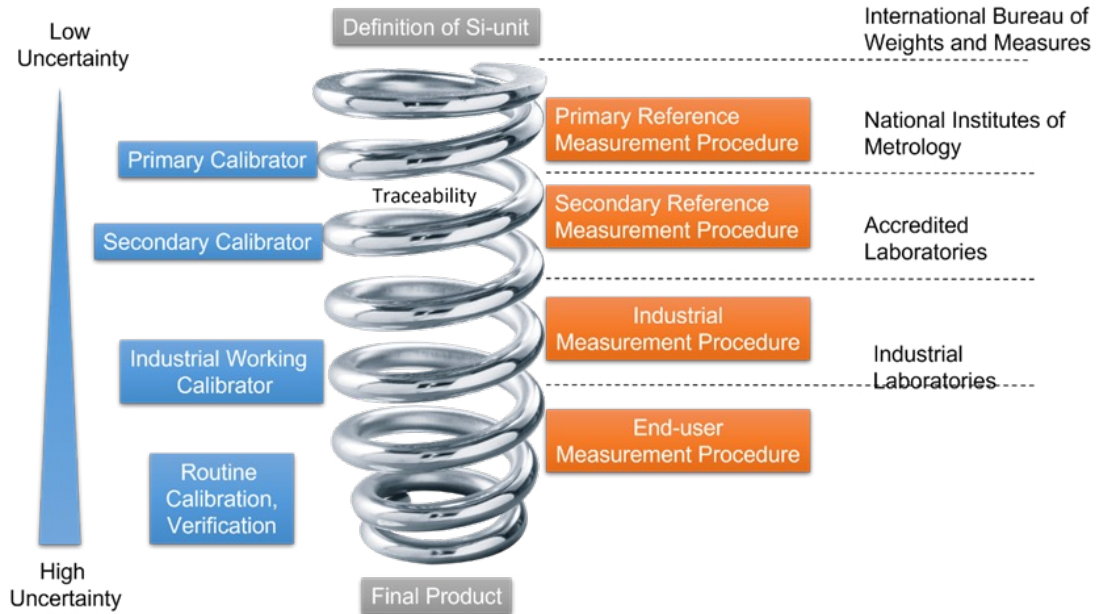 Low
Uncertainty
Definition of Si-unit
International Bureau of
Weights and Measures
Primary Reference
Measurement Procedure
National Institutes of
Metrology
Primary Calibrator
Traceability
Secondary Reference
Measurement Procedure
Secondary Calibrator
Accredited
Laboratories
Industrial
Measurement Procedure
Industrial Working
Calibrator
Industrial
Laboratories
End-user
Measurement Procedure
Routine
Calibration,
Verification
High
Uncertainty
Final Product